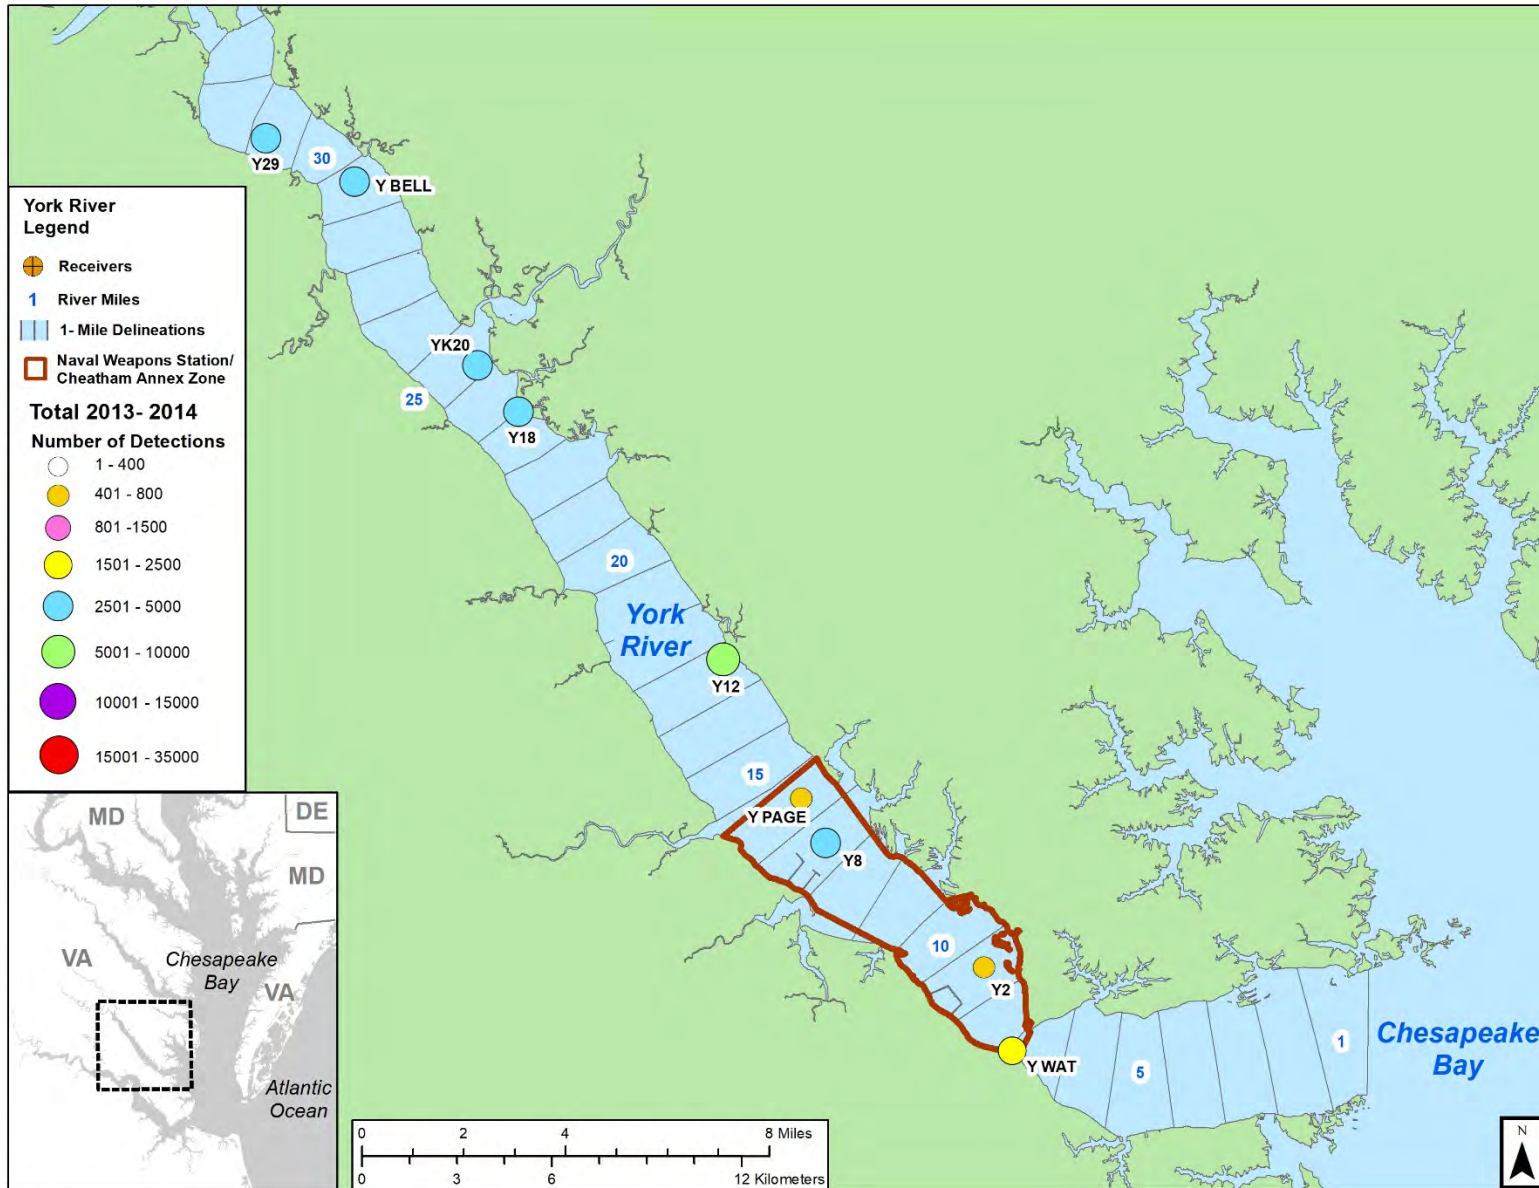 York River
Legend
Receivers
1 River Miles
1- Mile Delineations
Naval Weapons Station/
Cheatham Annex Zone
Total 2013- 2014
Number of Detections
1 - 400
401 - 800
801 -1500
1501 - 2500
2501 - 5000
5001 - 10000
10001 - 15000
15001 - 35000
Y29
30
Y BELL
YK20
25
Y18
20
York
River
Y12
15
Y PAGE
Y8
10
Y2
Y WAT
5
1
Chesapeake
Bay
MD
DE
MD
VA
Chesapeake
Bay
VA
Atlantic
Ocean
0 2 4 8 Miles
0 3 6 12 Kilometers
N